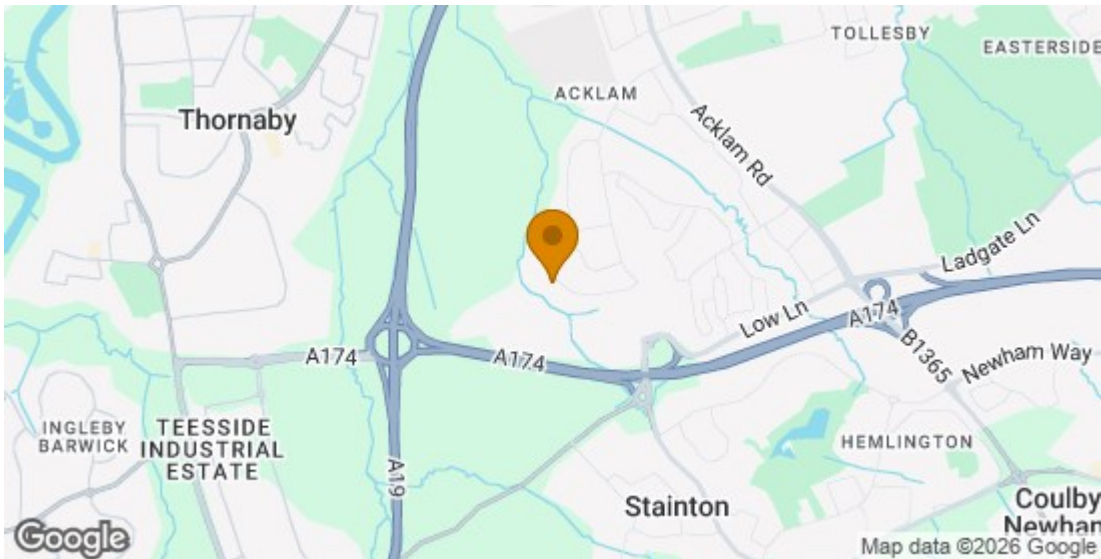 TOLLESBY
EASTERSIDE
ACKLAM
Thornaby
Acklam Rd
Ladgate Ln
Low Ln
A174
A174
A174
B1365
Newham Way
INGLEBY
BARWICK
TEESSIDE
INDUSTRIAL
ESTATE
A19
HEMLINGTON
Stainton
Coulby
Newham
Google
Map data ©2026 Google